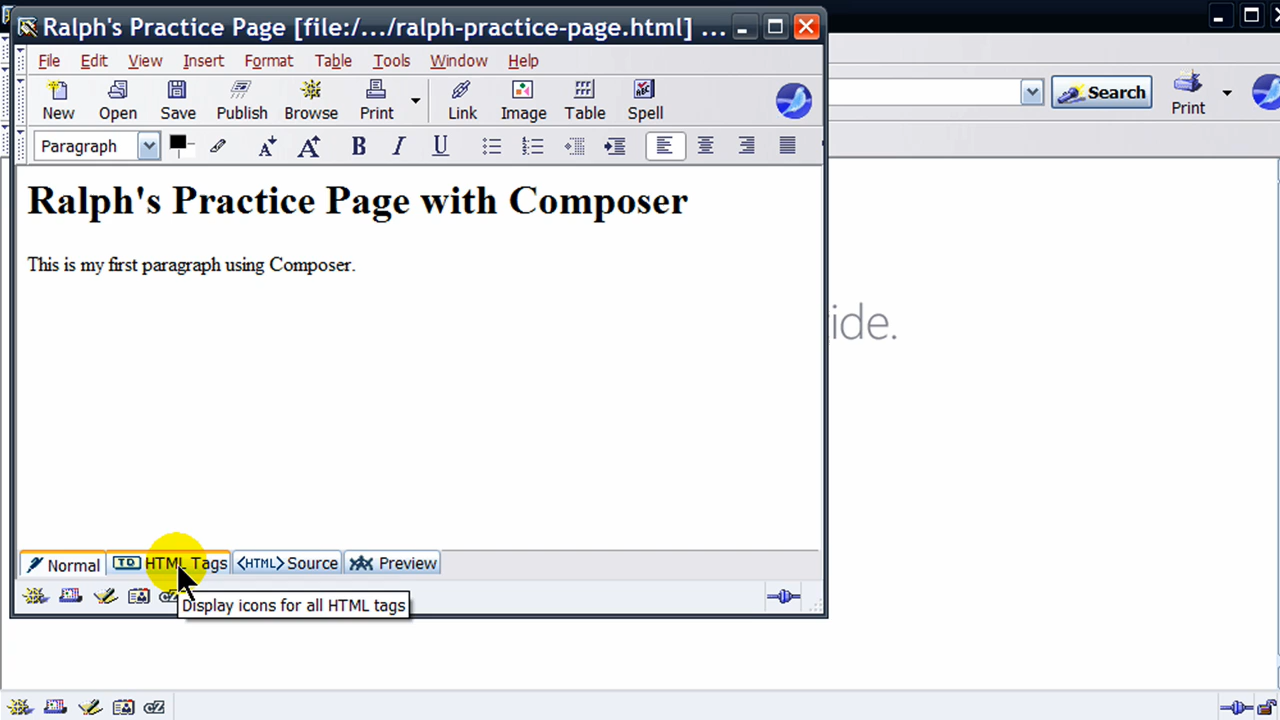 Ralph's Practice Page [file:/.../ralph-practice-page.html] ...
File Edit View Insert Format Table Tools Window Help
New Open Save Publish Browse Print Link Image Table Spell
Search
Print
Paragraph B I U
Ralph's Practice Page with Composer
This is my first paragraph using Composer.
ide.
Normal TD HTML Tags <HTML> Source Preview
Display icons for all HTML tags